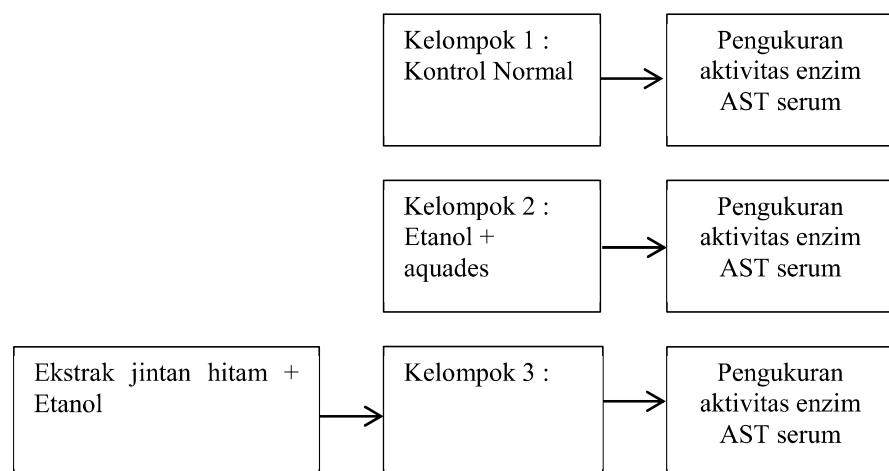 Kelompok 1 :
Kontrol Normal
Pengukuran
aktivitas enzim
AST serum
Kelompok 2 :
Etanol +
aquades
Pengukuran
aktivitas enzim
AST serum
Ekstrak jintan hitam +
Etanol
Kelompok 3 :
Pengukuran
aktivitas enzim
AST serum